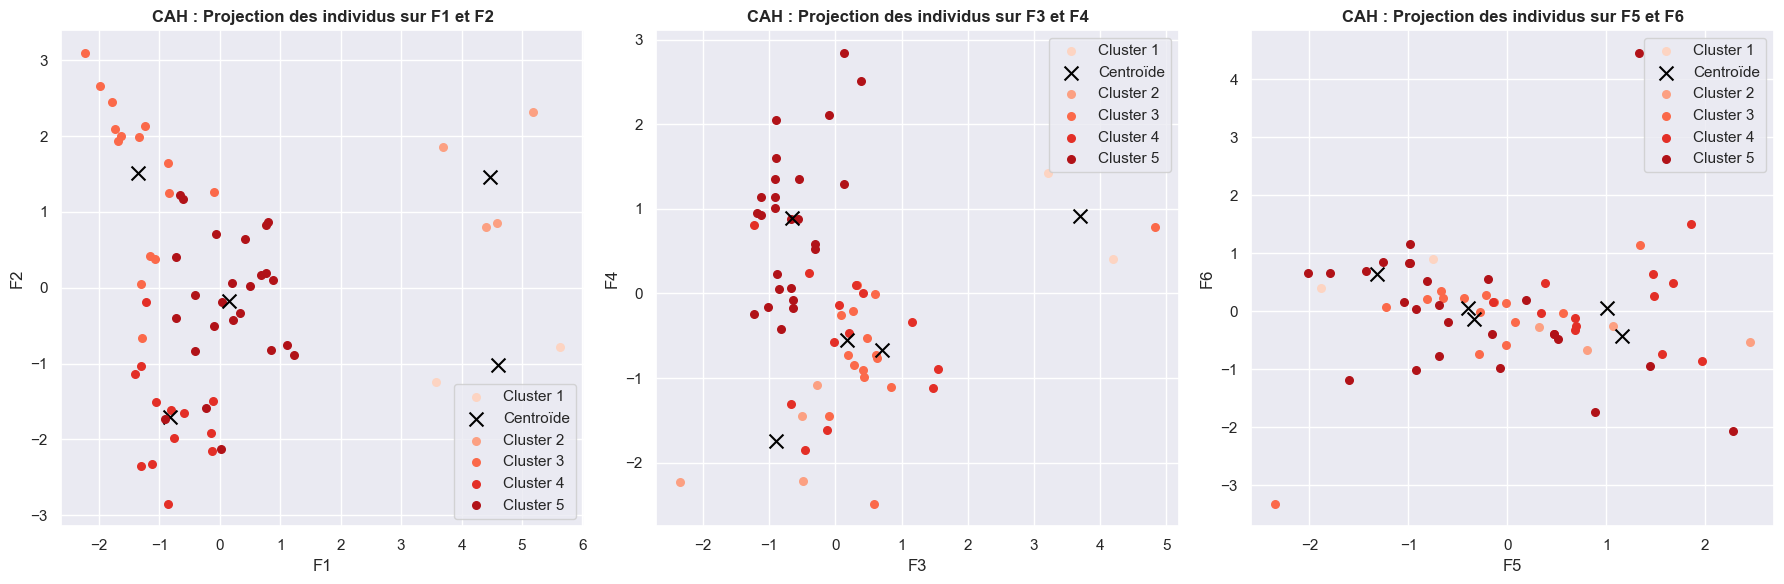 CAH : Projection des individus sur F1 et F2
3
2
1
0
−1
−2
−3
F2
−2
−1
0
1
2
3
4
5
6
F1
Cluster 1
Centroïde
Cluster 2
Cluster 3
Cluster 4
Cluster 5
CAH : Projection des individus sur F3 et F4
3
2
1
0
−1
−2
F4
−2
−1
0
1
2
3
4
5
F3
Cluster 1
Centroïde
Cluster 2
Cluster 3
Cluster 4
Cluster 5
CAH : Projection des individus sur F5 et F6
4
3
2
1
0
−1
−2
−3
F6
−2
−1
0
1
2
F5
Cluster 1
Centroïde
Cluster 2
Cluster 3
Cluster 4
Cluster 5